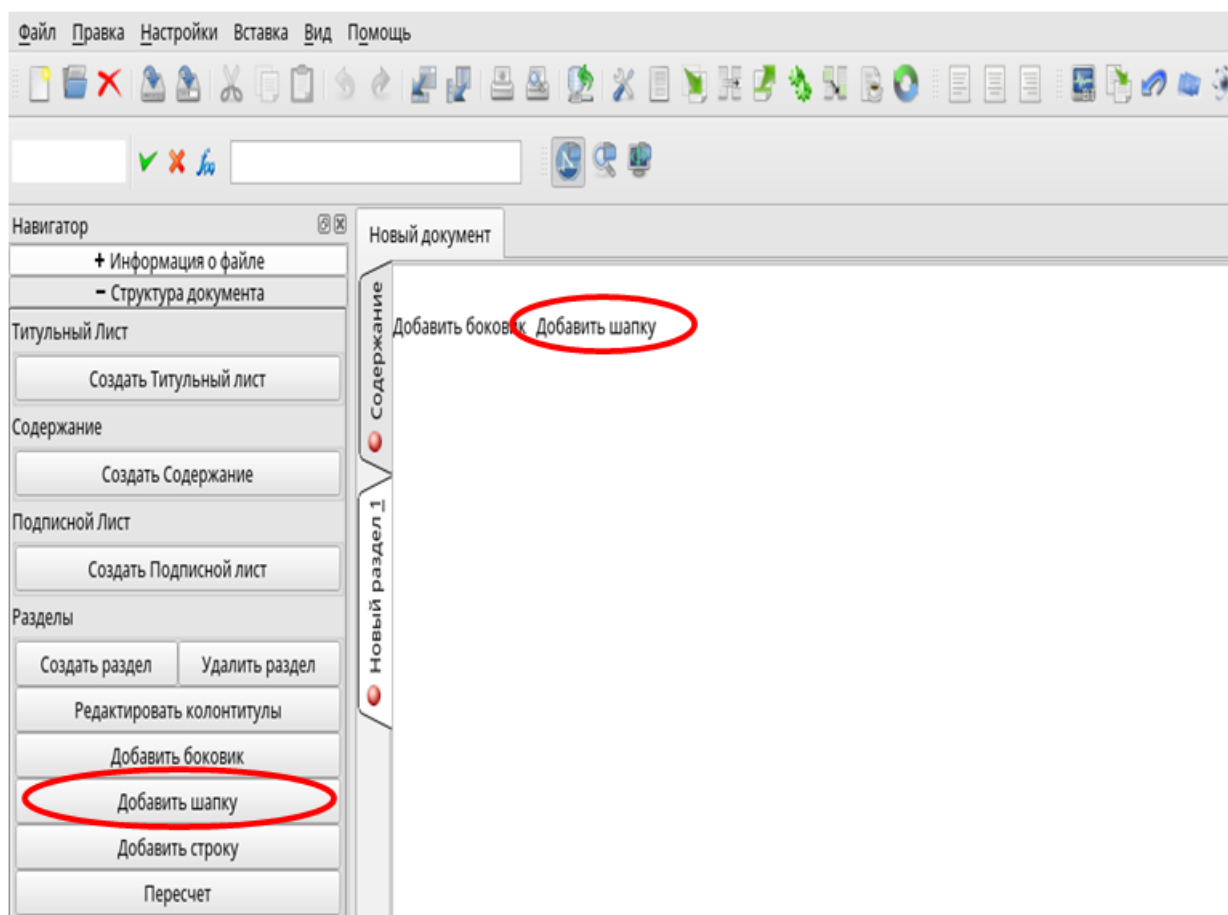 Файл Правка Настройки Вставка Вид Помощь
Навигатор
+ Информация о файле
− Структура документа
Титульный Лист
Создать Титульный лист
Содержание
Создать Содержание
Подписной Лист
Создать Подписной лист
Разделы
Создать раздел Удалить раздел
Редактировать колонтитулы
Добавить боковик
Добавить шапку
Добавить строку
Пересчет
Новый документ
Содержание
Новый раздел 1
Добавить боковик Добавить шапку